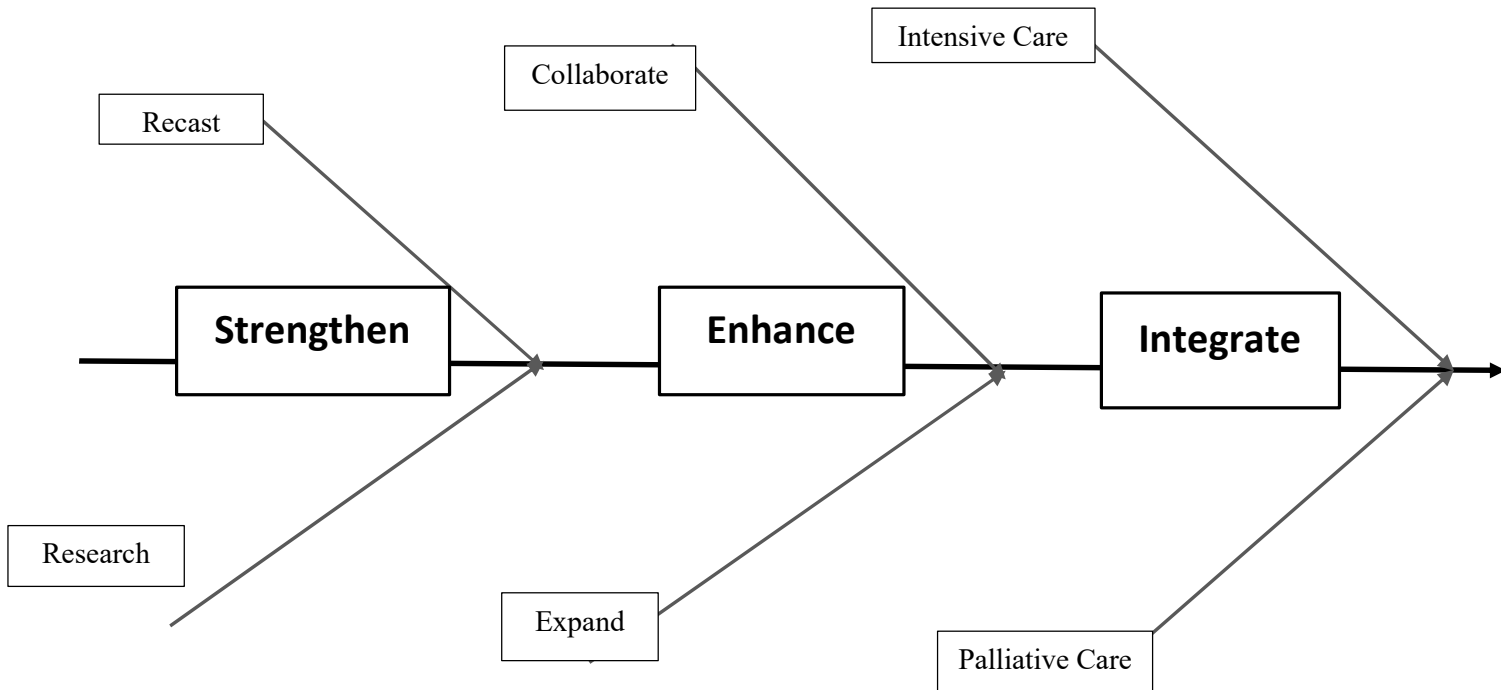 Intensive Care
Collaborate
Recast
Strengthen
Enhance
Integrate
Research
Expand
Palliative Care